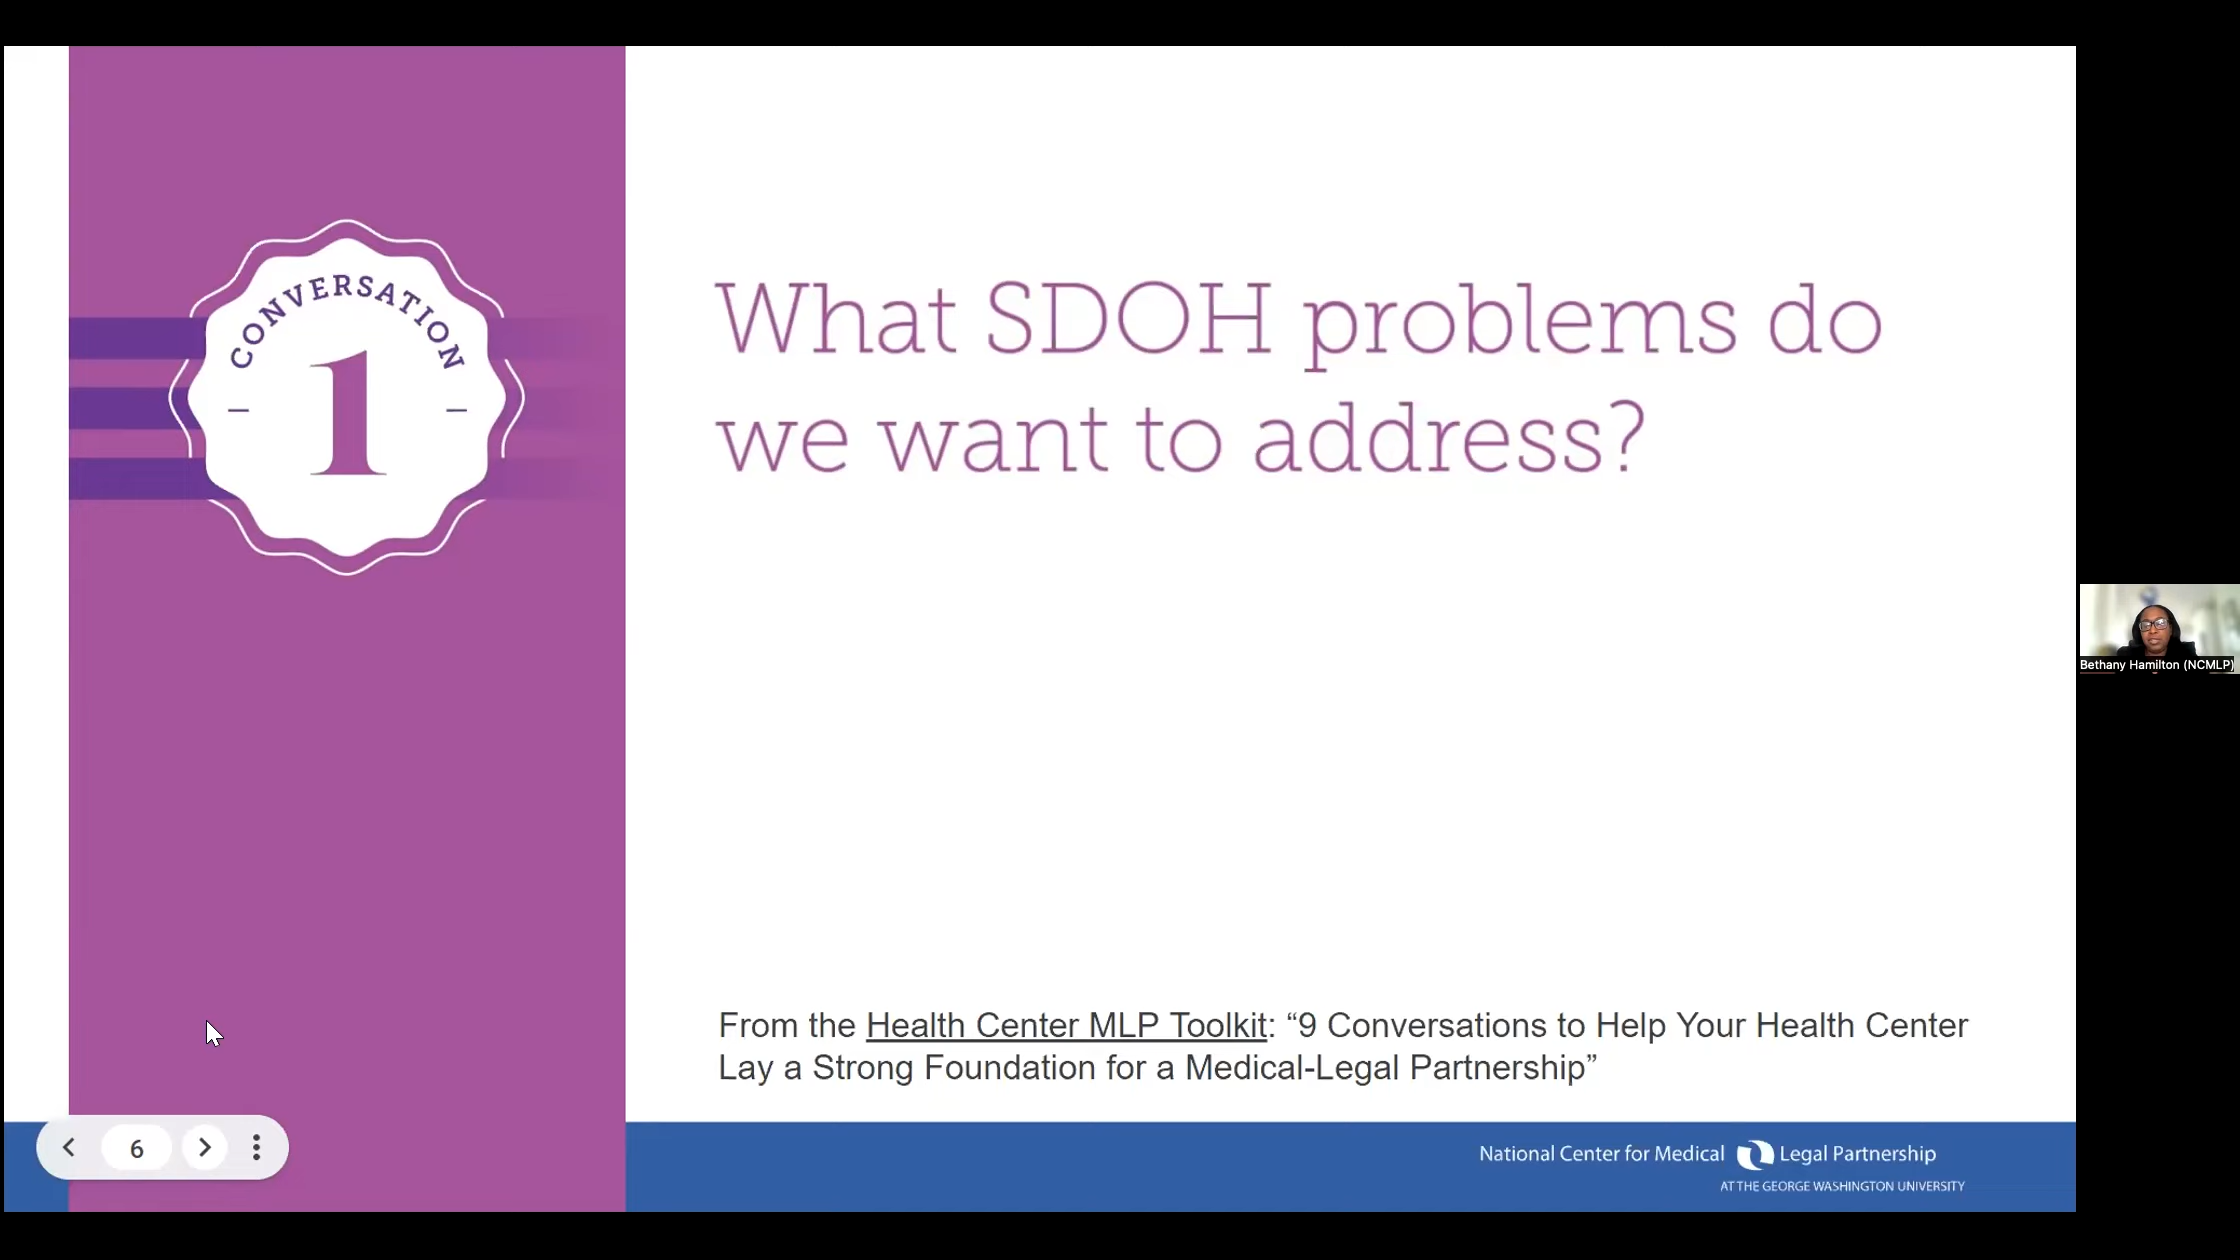 CONVERSATION
1
What SDOH problems do
we want to address?
From the Health Center MLP Toolkit: “9 Conversations to Help Your Health Center
Lay a Strong Foundation for a Medical-Legal Partnership”
6
National Center for Medical Legal Partnership
AT THE GEORGE WASHINGTON UNIVERSITY
Bethany Hamilton (NCMLP)